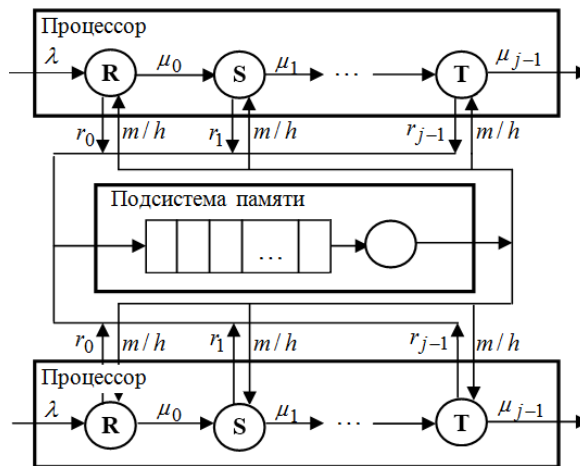 Процессор
λ R μ₀ S μ₁ ... T μⱼ₋₁
r₀ m/h r₁ m/h rⱼ₋₁ m/h
Подсистема памяти
...
r₀ m/h r₁ m/h rⱼ₋₁ m/h
Процессор
λ R μ₀ S μ₁ ... T μⱼ₋₁